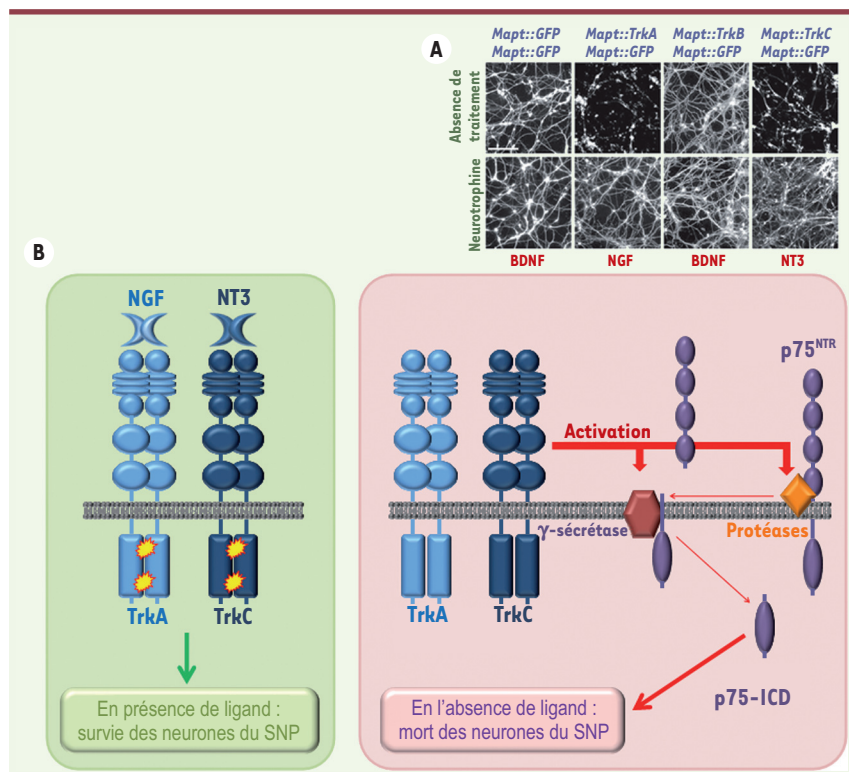 A
Mapt::GFP Mapt::TrkA Mapt::TrkB Mapt::TrkC
Mapt::GFP Mapt::GFP Mapt::GFP Mapt::GFP
Absence de
traitement
Neurotrophine
BDNF NGF BDNF NT3
B
NGF NT3
TrkA TrkC
En présence de ligand :
survie des neurones du SNP
p75NTR
Activation
γ-sécrétase
Protéases
TrkA TrkC
p75-ICD
En l'absence de ligand :
mort des neurones du SNP